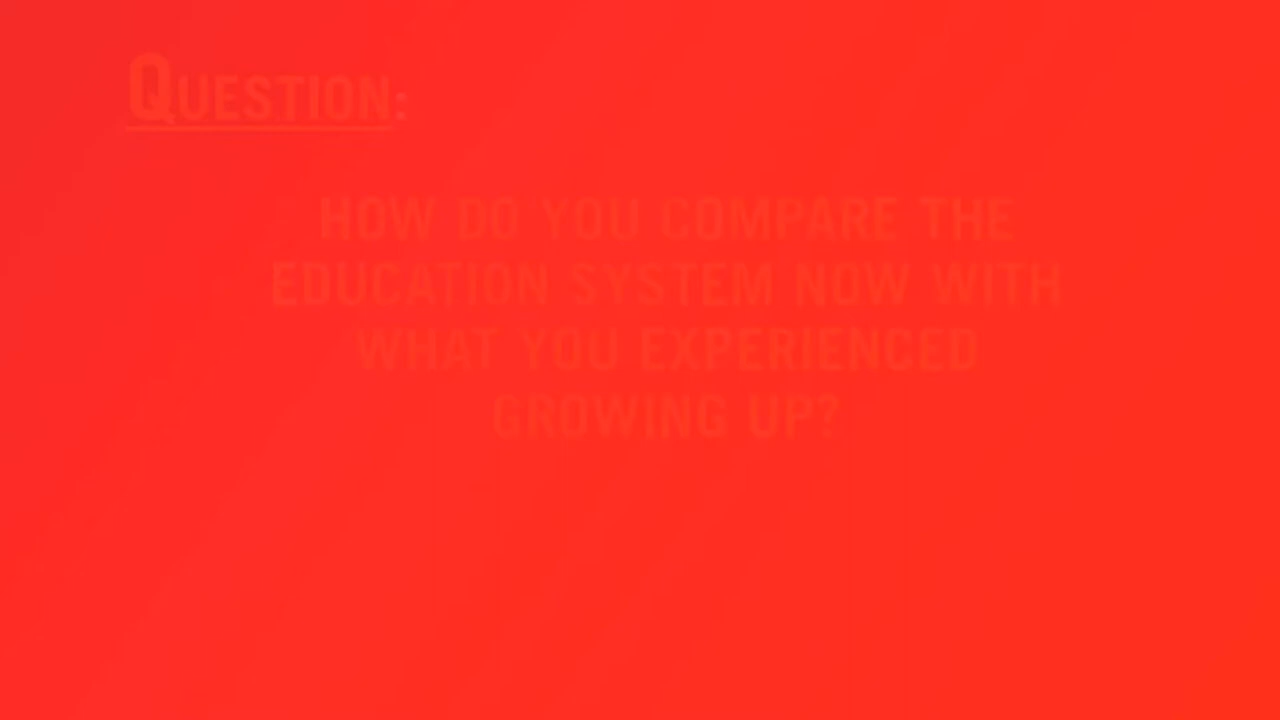 QUESTION:
HOW DO YOU COMPARE THE
EDUCATION SYSTEM NOW WITH
WHAT YOU EXPERIENCED
GROWING UP?